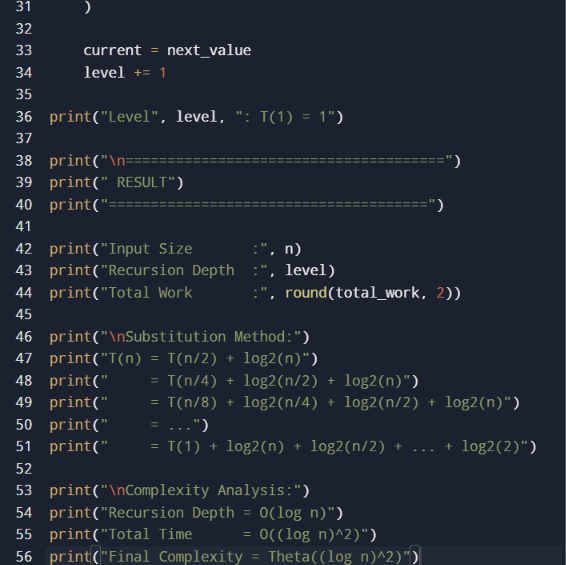 31        )
32
33        current = next_value
34        level += 1
35
36    print("Level", level, ": T(1) = 1")
37
38    print("\n======================================")
39    print(" RESULT")
40    print("======================================")
41
42    print("Input Size       :", n)
43    print("Recursion Depth  :", level)
44    print("Total Work       :", round(total_work, 2))
45
46    print("\nSubstitution Method:")
47    print("T(n) = T(n/2) + log2(n)")
48    print("     = T(n/4) + log2(n/2) + log2(n)")
49    print("     = T(n/8) + log2(n/4) + log2(n/2) + log2(n)")
50    print("     = ...")
51    print("     = T(1) + log2(n) + log2(n/2) + ... + log2(2)")
52
53    print("\nComplexity Analysis:")
54    print("Recursion Depth = O(log n)")
55    print("Total Time      = O((log n)^2)")
56    print("Final Complexity = Theta((log n)^2)")